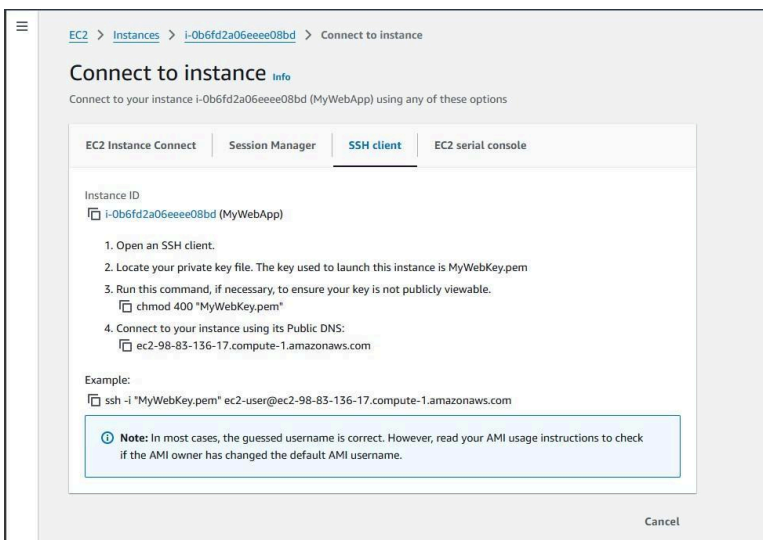 EC2 > Instances > i-0b6fd2a06eeee08bd > Connect to instance
Connect to instance Info
Connect to your instance i-0b6fd2a06eeee08bd (MyWebApp) using any of these options
EC2 Instance Connect Session Manager SSH client EC2 serial console
Instance ID
i-0b6fd2a06eeee08bd (MyWebApp)
1. Open an SSH client.
2. Locate your private key file. The key used to launch this instance is MyWebKey.pem
3. Run this command, if necessary, to ensure your key is not publicly viewable.
chmod 400 "MyWebKey.pem"
4. Connect to your instance using its Public DNS:
ec2-98-83-136-17.compute-1.amazonaws.com
Example:
ssh -i "MyWebKey.pem" ec2-user@ec2-98-83-136-17.compute-1.amazonaws.com
Note: In most cases, the guessed username is correct. However, read your AMI usage instructions to check
if the AMI owner has changed the default AMI username.
Cancel